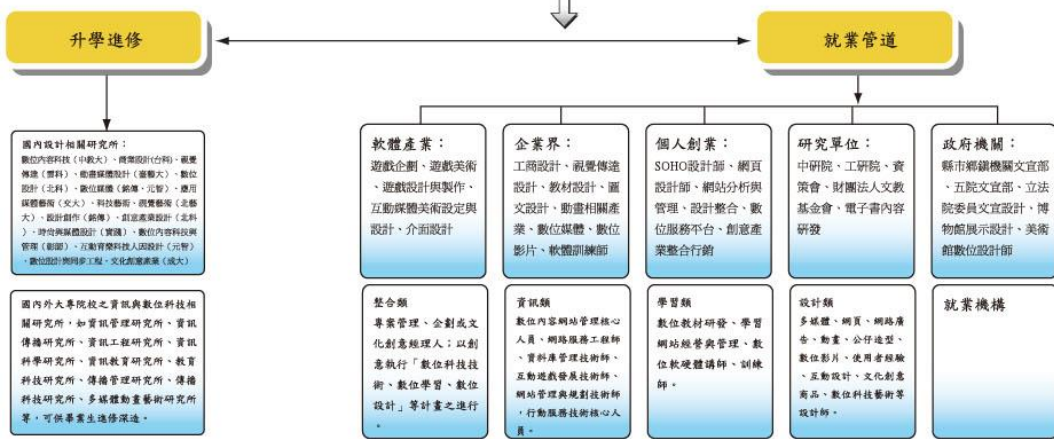 升學進修
就業管道
國內設計相關研究所：
數位內容科技（中教大）、商業設計(台科)、視覺
傳達（雲科）、動畫媒體設計（臺藝大）、數位
設計（北科）、數位媒體（銘傳、元智）、應用
媒體藝術（交大）、科技藝術、視覺藝術（北藝
大）、設計創作（銘傳）、創意產業設計（北科
）、時尚與媒體設計（實踐）、數位內容科技與
管理（彰師）、互動育樂科技人因設計（元智）
、數位設計與同步工程、文化創意產業（成大）
國內外大專院校之資訊與數位科技相
關研究所，如資訊管理研究所、資訊
傳播研究所、資訊工程研究所、資訊
科學研究所、資訊教育研究所、教育
科技研究所、傳播管理研究所、傳播
科技研究所、多媒體動畫藝術研究所
等，可供畢業生進修深造。
軟體產業：
遊戲企劃、遊戲美術
、遊戲設計與製作、
互動媒體美術設定與
設計、介面設計
企業界：
工商設計、視覺傳達
設計、教材設計、圖
文設計、動畫相關產
業、數位媒體、數位
影片、軟體訓練師
個人創業：
SOHO設計師、網頁
設計師、網站分析與
管理、設計整合、數
位服務平台、創意產
業整合行銷
研究單位：
中研院、工研院、資
策會、財團法人文教
基金會、電子書內容
研發
政府機關：
縣市鄉鎮機關文宣部
、五院文宣部、立法
院委員文宣設計、博
物館展示設計、美術
館數位設計師
整合類
專案管理、企劃或文
化創意經理人；以創
意執行「數位科技技
術、數位學習、數位
設計」等計畫之進行
。
資訊類
數位內容網站管理核心
人員、網路服務工程師
、資料庫管理技術師、
互動遊戲發展技術師、
網站管理與規劃技術師
，行動服務技術核心人
員。
學習類
數位教材研發、學習
網站經營與管理、數
位軟硬體講師、訓練
師。
設計類
多媒體、網頁、網路廣
告、動畫、公仔造型、
數位影片、使用者經驗
、互動設計、文化創意
商品、數位科技藝術等
設計師。
就業機構